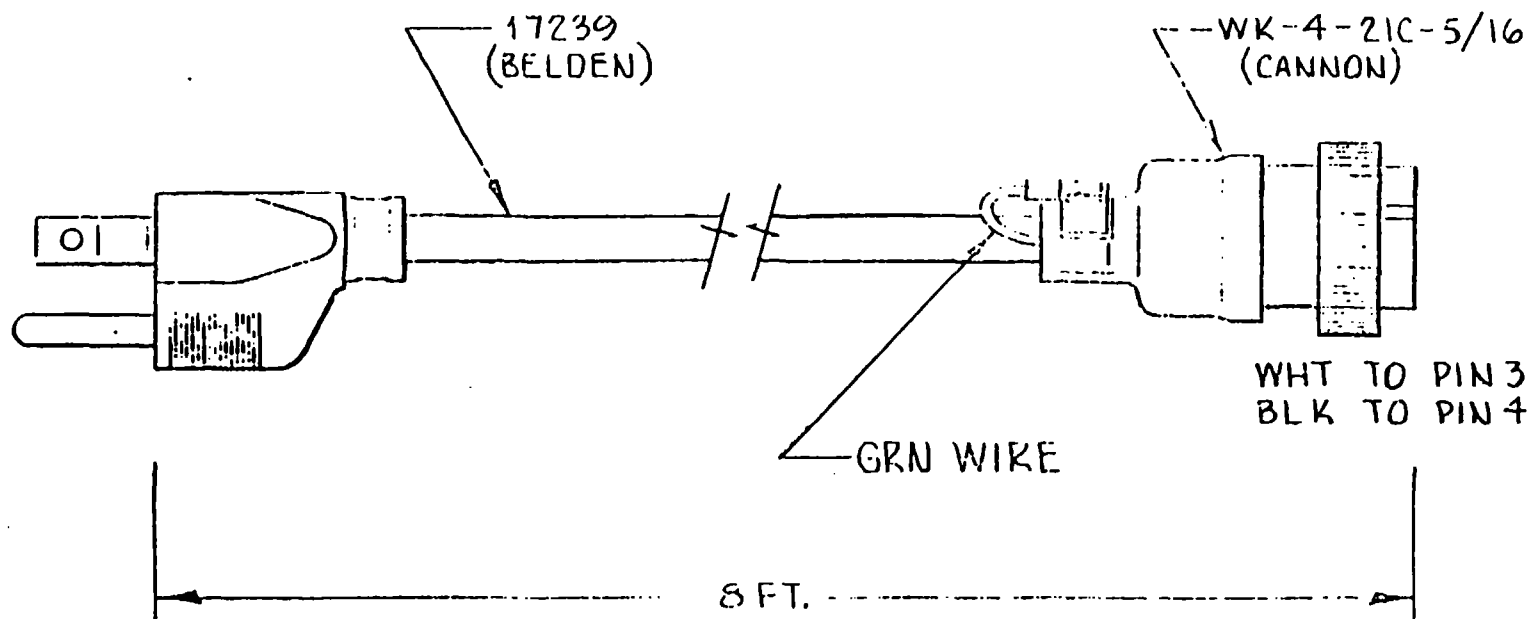 17239
(BELDEN)
WK-4-21C-5/16
(CANNON)
WHT TO PIN 3
BLK TO PIN 4
GRN WIRE
8 FT.